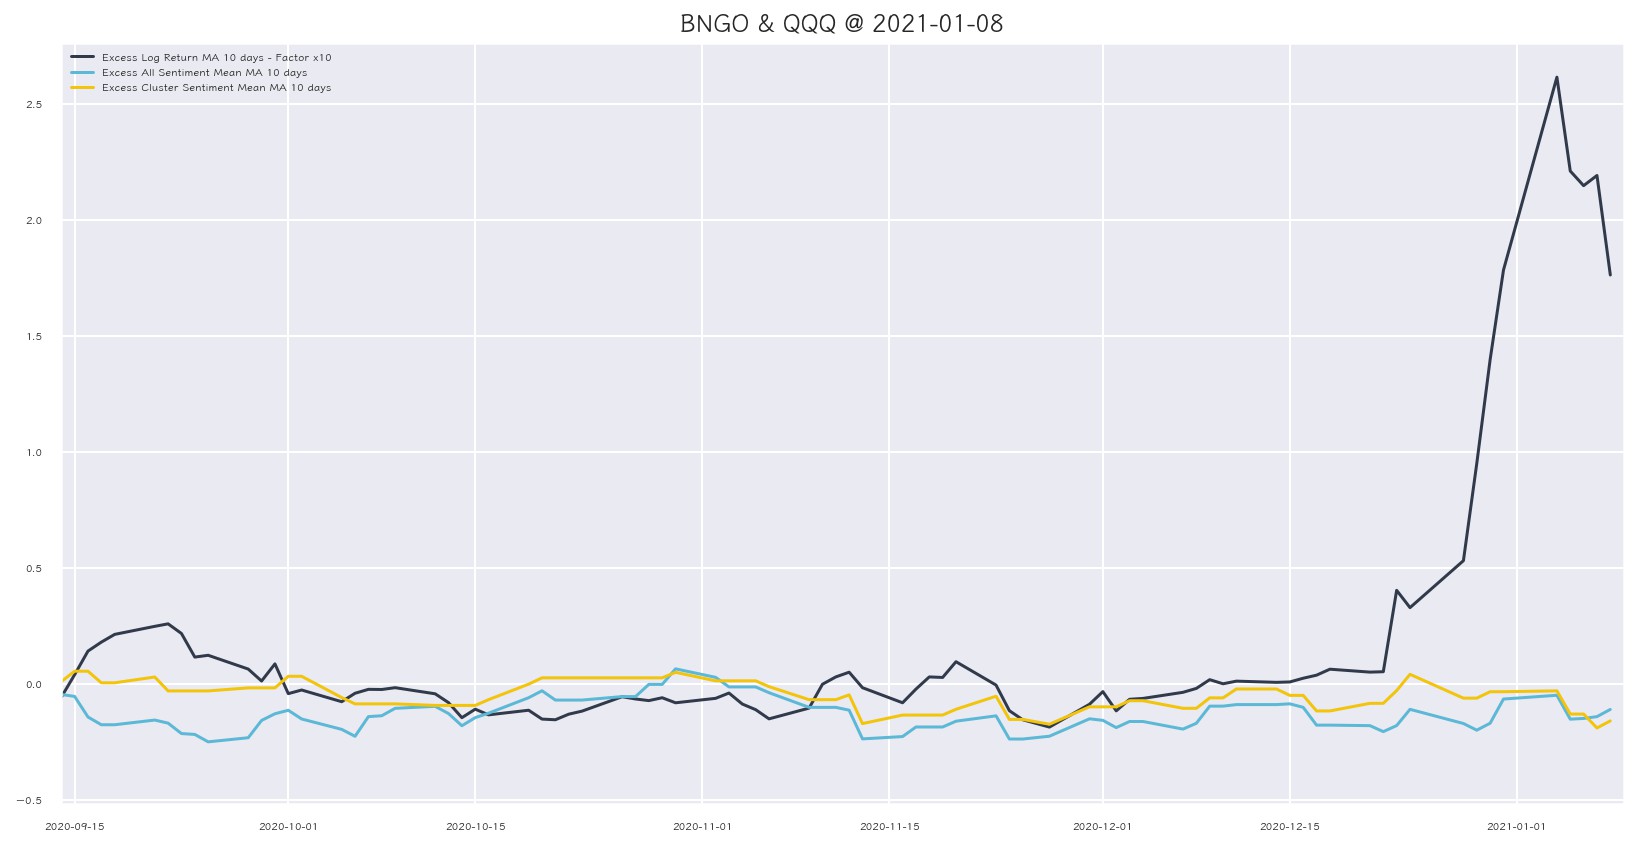 BNGO & QQQ @ 2021-01-08
Excess Log Return MA 10 days - Factor x10
Excess All Sentiment Mean MA 10 days
Excess Cluster Sentiment Mean MA 10 days
2.5
2.0
1.5
1.0
0.5
0.0
−0.5
2020-09-15 2020-10-01 2020-10-15 2020-11-01 2020-11-15 2020-12-01 2020-12-15 2021-01-01